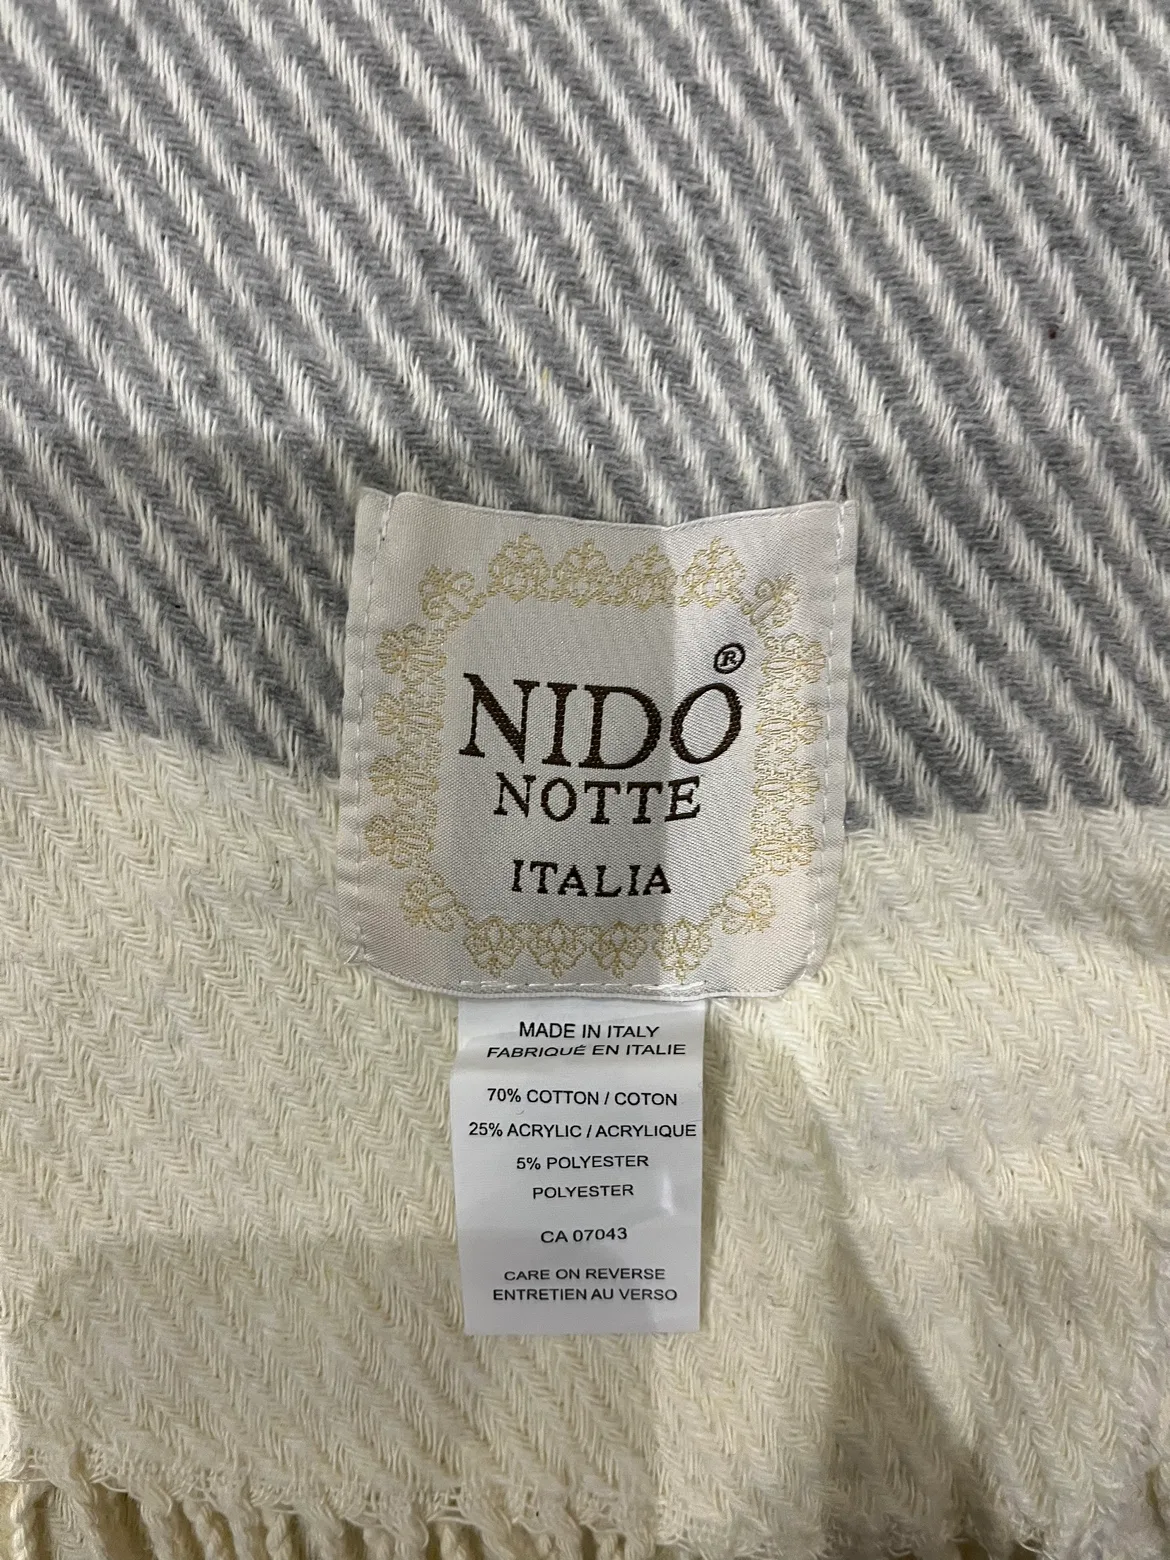 NIDO®
NOTTE
ITALIA
MADE IN ITALY
FABRIQUÉ EN ITALIE
70% COTTON / COTON
25% ACRYLIC / ACRYLIQUE
5% POLYESTER
POLYESTER
CA 07043
CARE ON REVERSE
ENTRETIEN AU VERSO